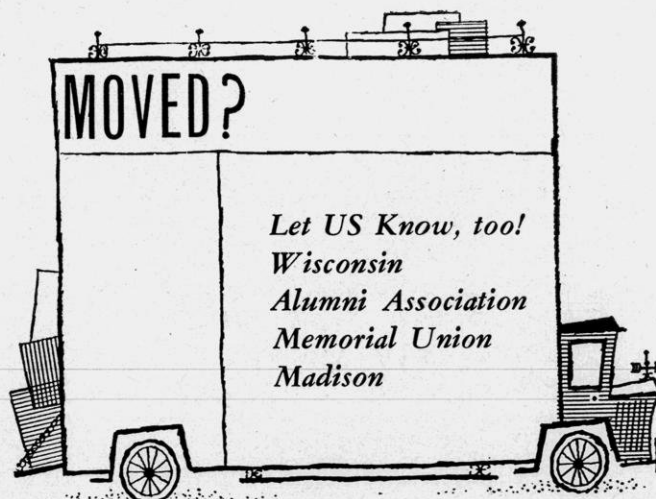 MOVED?
Let US Know, too!
Wisconsin
Alumni Association
Memorial Union
Madison